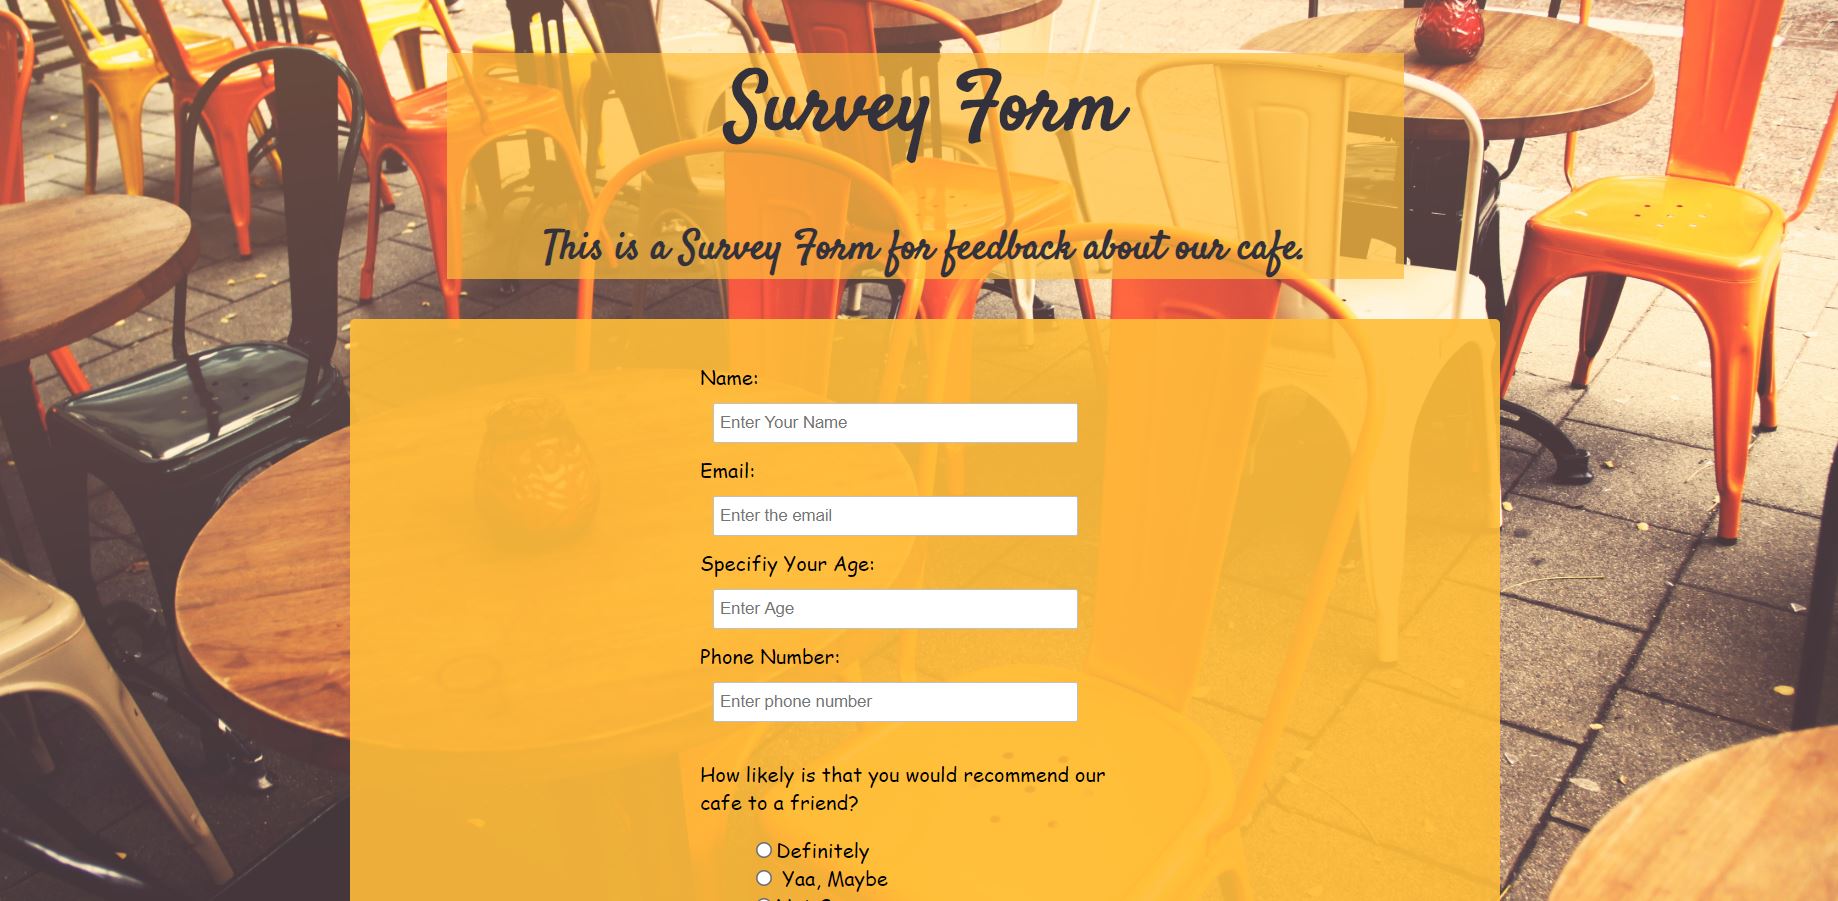 Survey Form
This is a Survey Form for feedback about our cafe.
Name:
Enter Your Name
Email:
Enter the email
Specifiy Your Age:
Enter Age
Phone Number:
Enter phone number
How likely is that you would recommend our
cafe to a friend?
Definitely
Yaa, Maybe